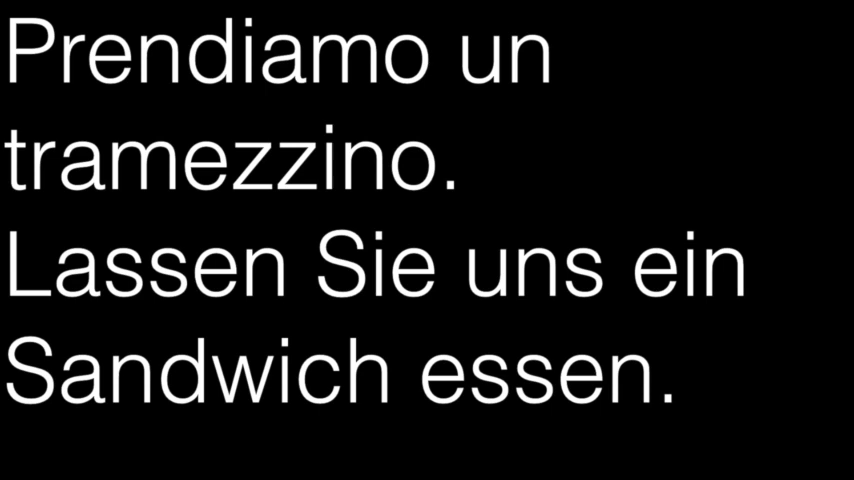 Prendiamo un
tramezzino.
Lassen Sie uns ein
Sandwich essen.